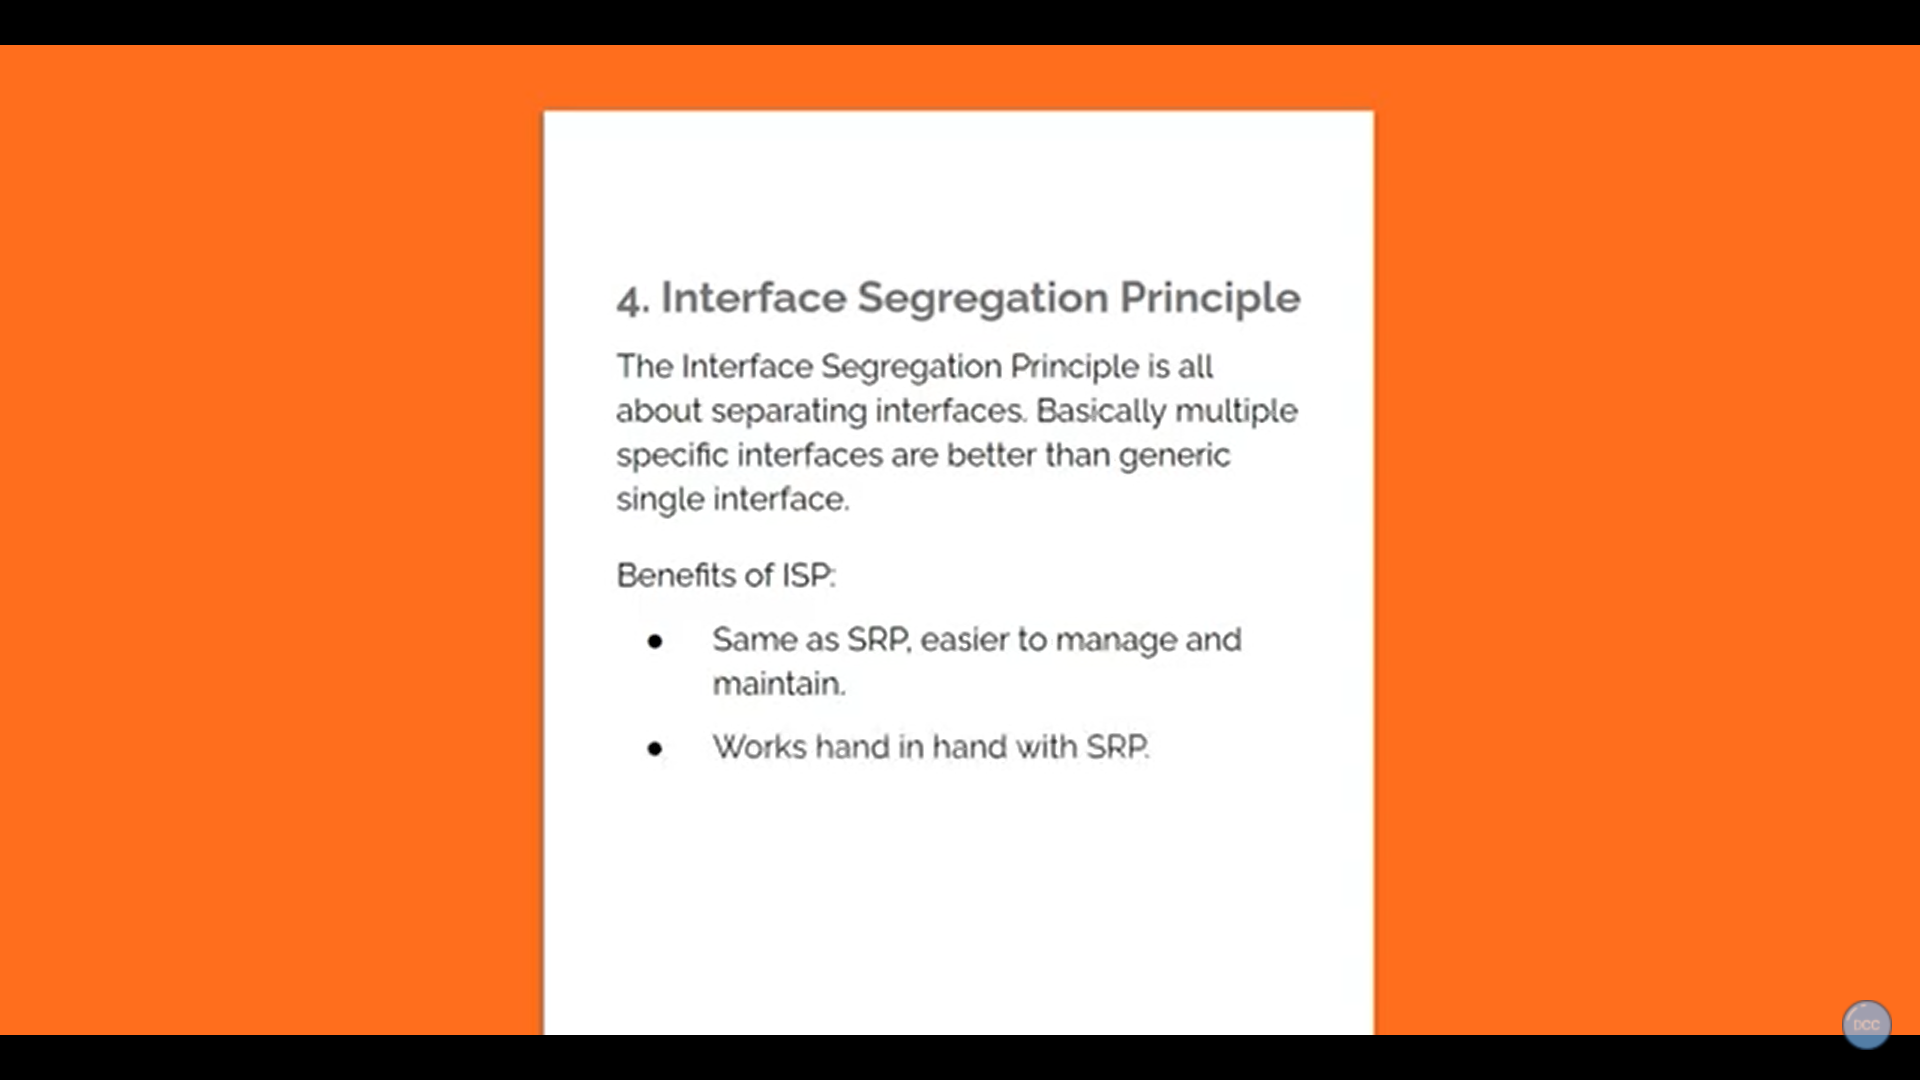 4. Interface Segregation Principle
The Interface Segregation Principle is all
about separating interfaces. Basically multiple
specific interfaces are better than generic
single interface.
Benefits of ISP:
● Same as SRP, easier to manage and
maintain.
● Works hand in hand with SRP.
DCC